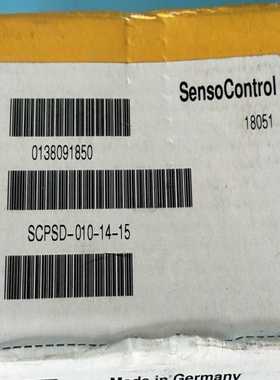 SensoControl
18051
0138091850
SCPSD-010-14-15
Made in Germany